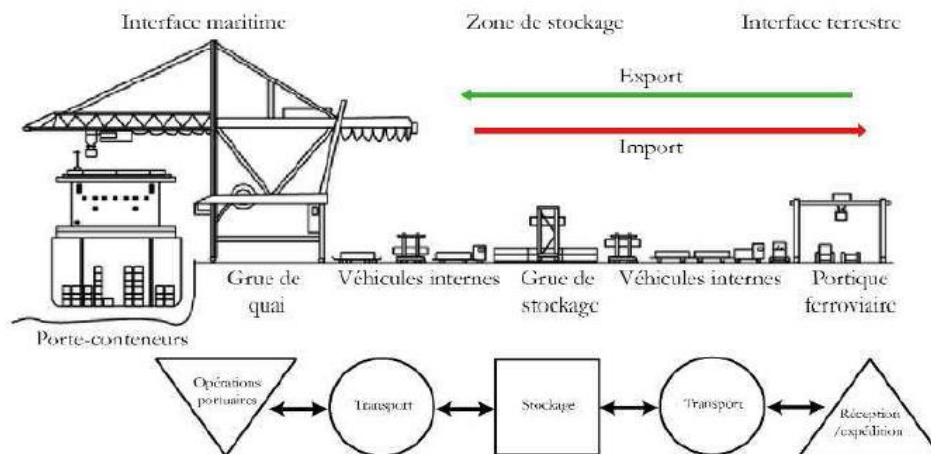 Interface maritime
Zone de stockage
Interface terrestre
Export
Import
Grue de
quai
Véhicules internes
Grue de
stockage
Véhicules internes
Portique
ferroviaire
Porte-conteneurs
Opérations
portuaires
Transport
Stockage
Transport
Réception
/expédition